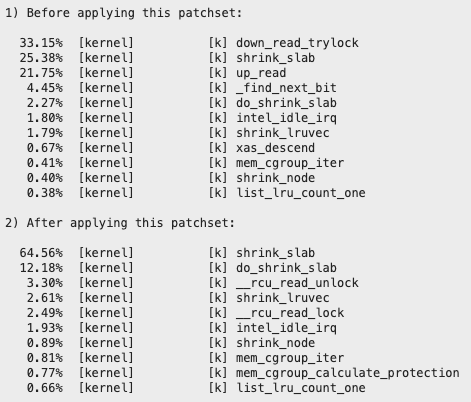 1) Before applying this patchset:
33.15% [kernel] [k] down_read_trylock
25.38% [kernel] [k] shrink_slab
21.75% [kernel] [k] up_read
4.45% [kernel] [k] _find_next_bit
2.27% [kernel] [k] do_shrink_slab
1.80% [kernel] [k] intel_idle_irq
1.79% [kernel] [k] shrink_lruvec
0.67% [kernel] [k] xas_descend
0.41% [kernel] [k] mem_cgroup_iter
0.40% [kernel] [k] shrink_node
0.38% [kernel] [k] list_lru_count_one
2) After applying this patchset:
64.56% [kernel] [k] shrink_slab
12.18% [kernel] [k] do_shrink_slab
3.30% [kernel] [k] __rcu_read_unlock
2.61% [kernel] [k] shrink_lruvec
2.49% [kernel] [k] __rcu_read_lock
1.93% [kernel] [k] intel_idle_irq
0.89% [kernel] [k] shrink_node
0.81% [kernel] [k] mem_cgroup_iter
0.77% [kernel] [k] mem_cgroup_calculate_protection
0.66% [kernel] [k] list_lru_count_one